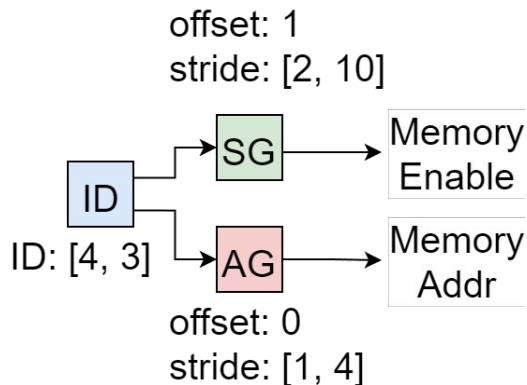 offset: 1
stride: [2, 10]
SG
Memory
Enable
ID
ID: [4, 3]
AG
Memory
Addr
offset: 0
stride: [1, 4]